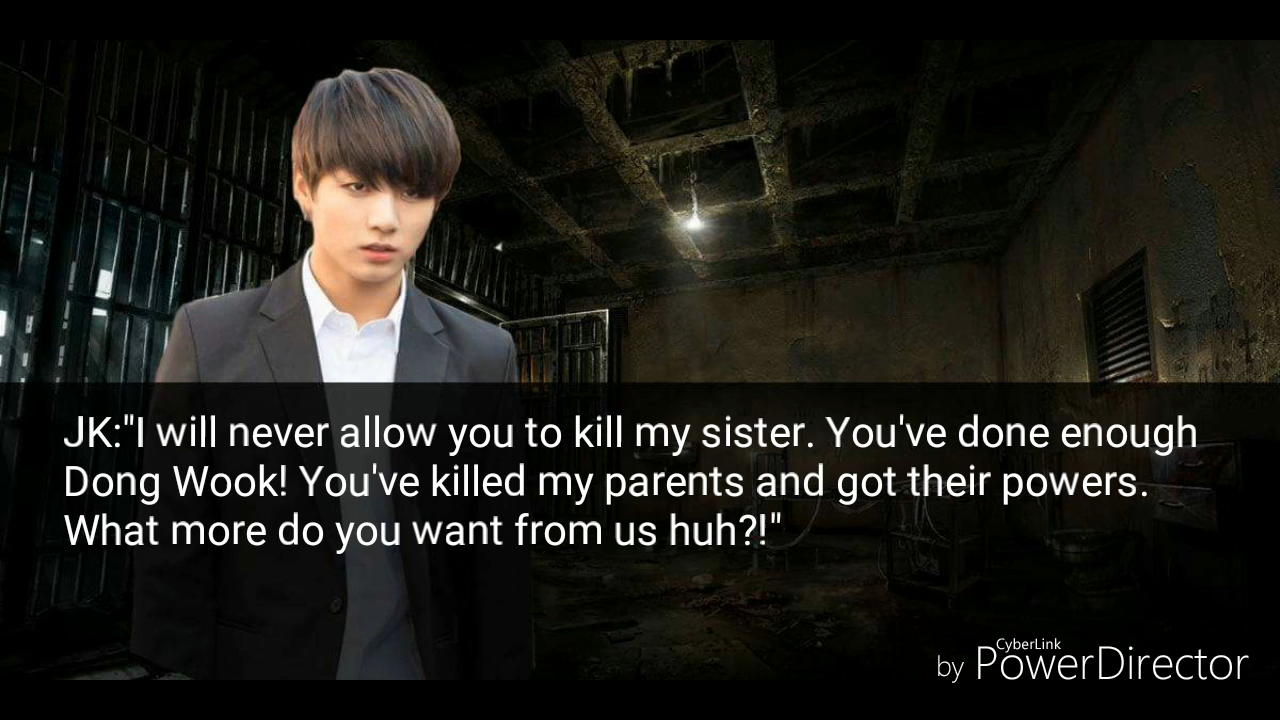 JK:"I will never allow you to kill my sister. You've done enough
Dong Wook! You've killed my parents and got their powers.
What more do you want from us huh?!"
CyberLink
by PowerDirector